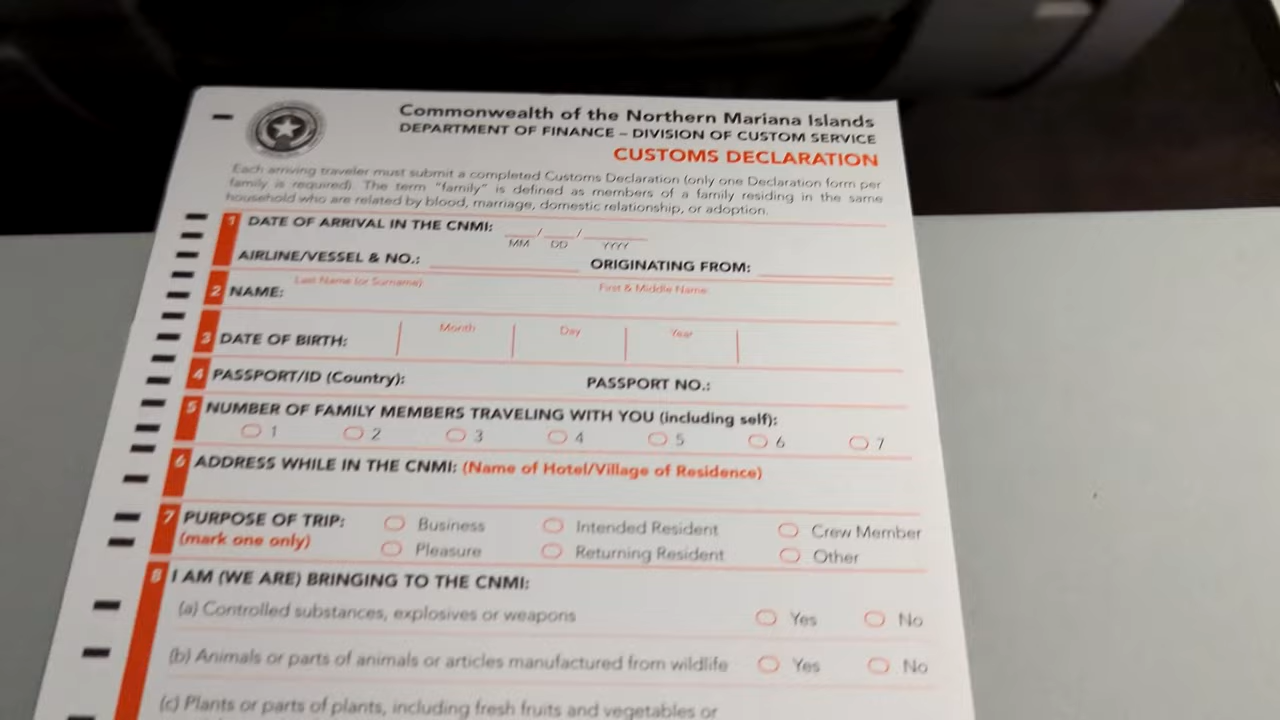 Commonwealth of the Northern Mariana Islands
DEPARTMENT OF FINANCE – DIVISION OF CUSTOM SERVICE
CUSTOMS DECLARATION
Each arriving traveler must submit a completed Customs Declaration (only one Declaration form per
family is required). The term "family" is defined as members of a family residing in the same
household who are related by blood, marriage, domestic relationship, or adoption.
1 DATE OF ARRIVAL IN THE CNMI: ____/____/________
MM DD YYYY
AIRLINE/VESSEL & NO.: ____________ ORIGINATING FROM: ____________
2 NAME: Last Name (or Surname) First & Middle Name
3 DATE OF BIRTH: Month Day Year
4 PASSPORT/ID (Country): PASSPORT NO.:
5 NUMBER OF FAMILY MEMBERS TRAVELING WITH YOU (including self):
1 2 3 4 5 6 7
6 ADDRESS WHILE IN THE CNMI: (Name of Hotel/Village of Residence)
7 PURPOSE OF TRIP: Business Intended Resident Crew Member
(mark one only) Pleasure Returning Resident Other
8 I AM (WE ARE) BRINGING TO THE CNMI:
(a) Controlled substances, explosives or weapons Yes No
(b) Animals or parts of animals or articles manufactured from wildlife Yes No
(c) Plants or parts of plants, including fresh fruits and vegetables or